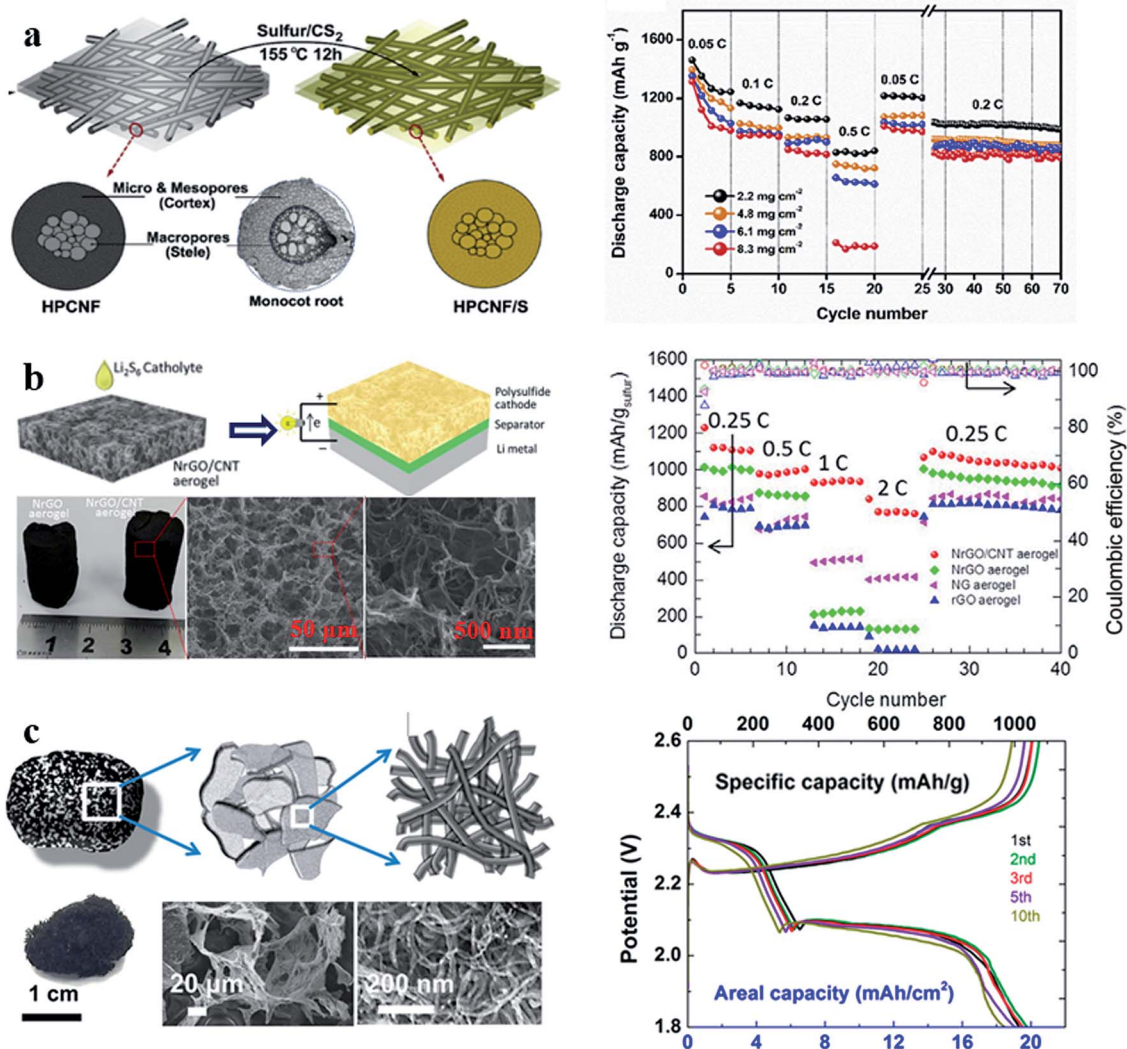 a
Sulfur/CS2
155 °C 12h
Micro & Mesopores
(Cortex)
Macropores
(Stele)
HPCNF
Monocot root
HPCNF/S
Discharge capacity (mAh g-1)
1600
1200
800
400
0
0.05 C
0.1 C
0.2 C
0.5 C
0.05 C
0.2 C
2.2 mg cm-2
4.8 mg cm-2
6.1 mg cm-2
8.3 mg cm-2
0 5 10 15 20 25 30 40 50 60 70
Cycle number
b
Li2S6 Catholyte
NrGO/CNT
aerogel
+
e
−
Polysulfide
cathode
Separator
Li metal
NrGO
aerogel
NrGO/CNT
aerogel
1 2 3 4
50 μm
500 nm
Discharge capacity (mAh/gsulfur)
1600
1400
1200
1000
800
600
400
200
0
0.25 C
0.5 C
1 C
2 C
0.25 C
NrGO/CNT aerogel
NrGO aerogel
NG aerogel
rGO aerogel
100
80
60
40
20
0
Coulombic efficiency (%)
0 10 20 30 40
Cycle number
c
1 cm
20 μm
200 nm
0 200 400 600 800 1000
Specific capacity (mAh/g)
Potential (V)
2.6
2.4
2.2
2.0
1.8
1st
2nd
3rd
5th
10th
Areal capacity (mAh/cm2)
0 4 8 12 16 20